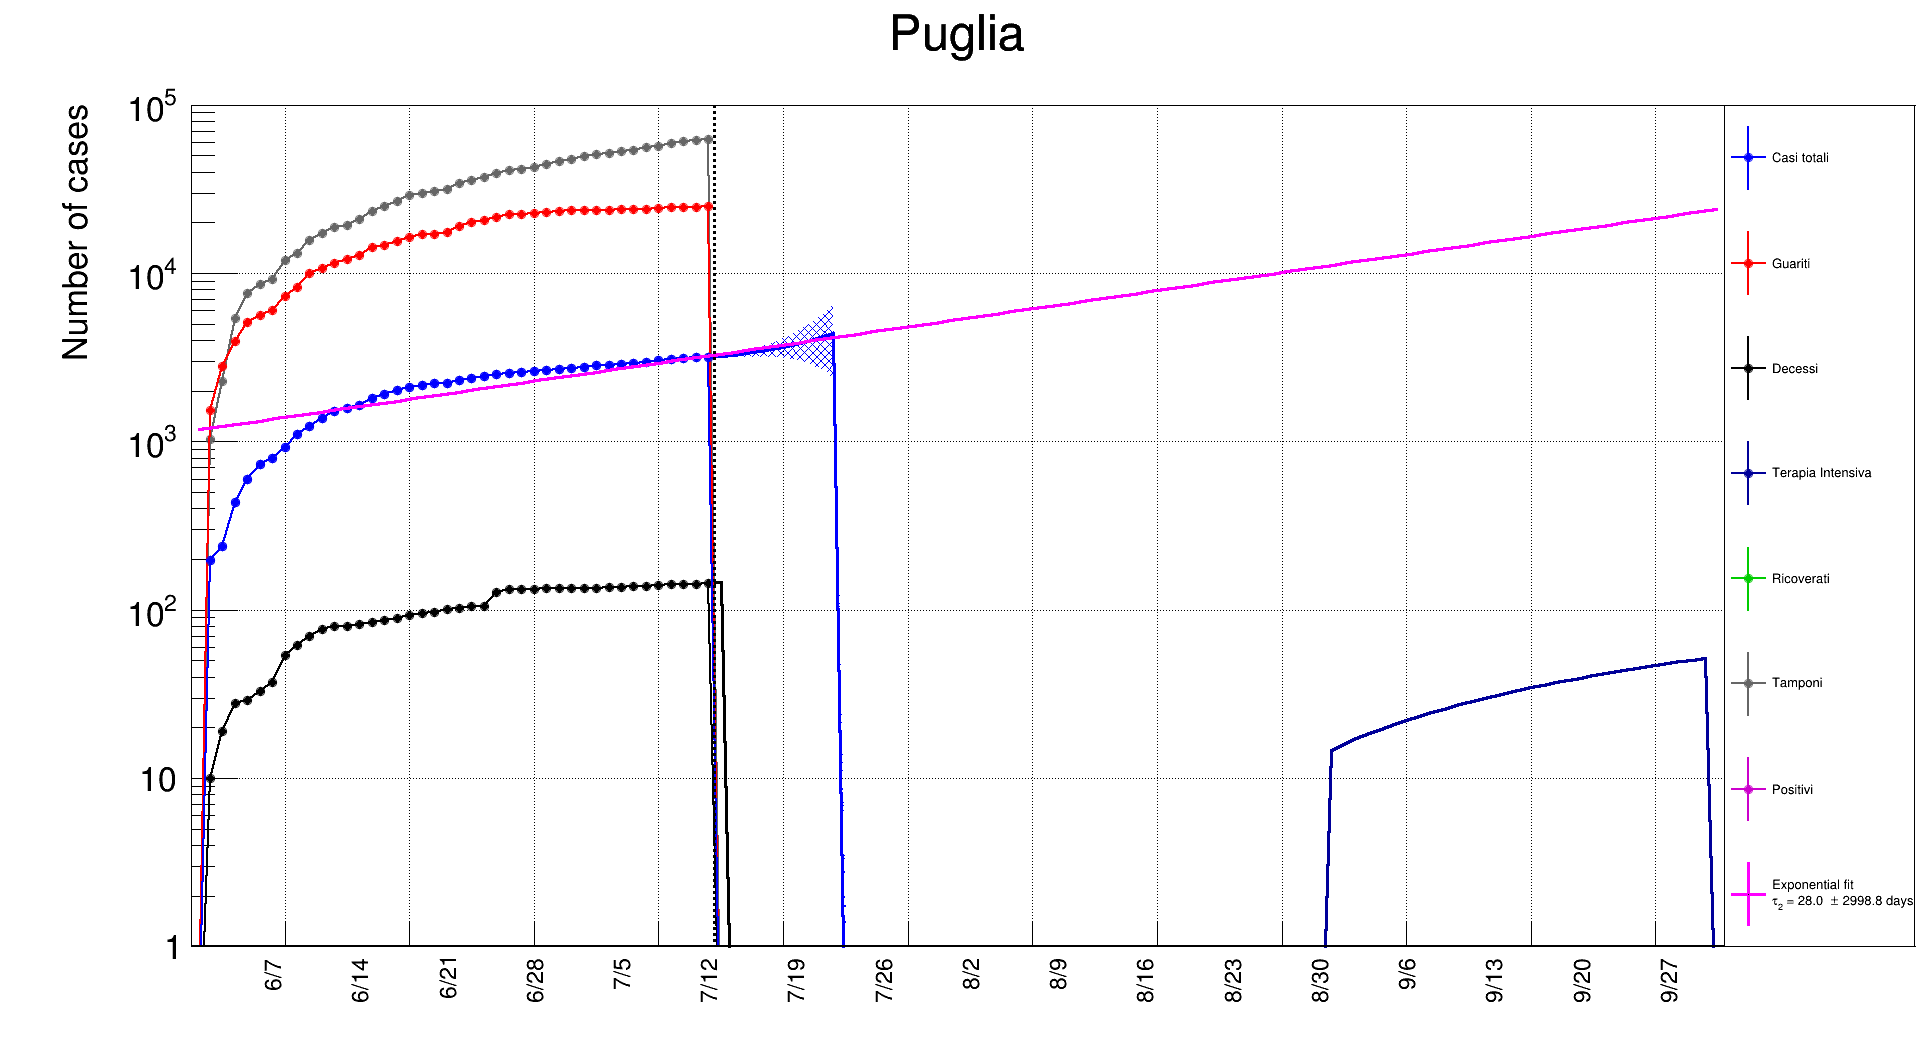 Puglia
Number of cases
10^5
10^4
10^3
10^2
10
1
6/7
6/14
6/21
6/28
7/5
7/12
7/19
7/26
8/2
8/9
8/16
8/23
8/30
9/6
9/13
9/20
9/27
Casi totali
Guariti
Decessi
Terapia Intensiva
Ricoverati
Tamponi
Positivi
Exponential fit
τ₂ = 28.0 ± 2998.8 days